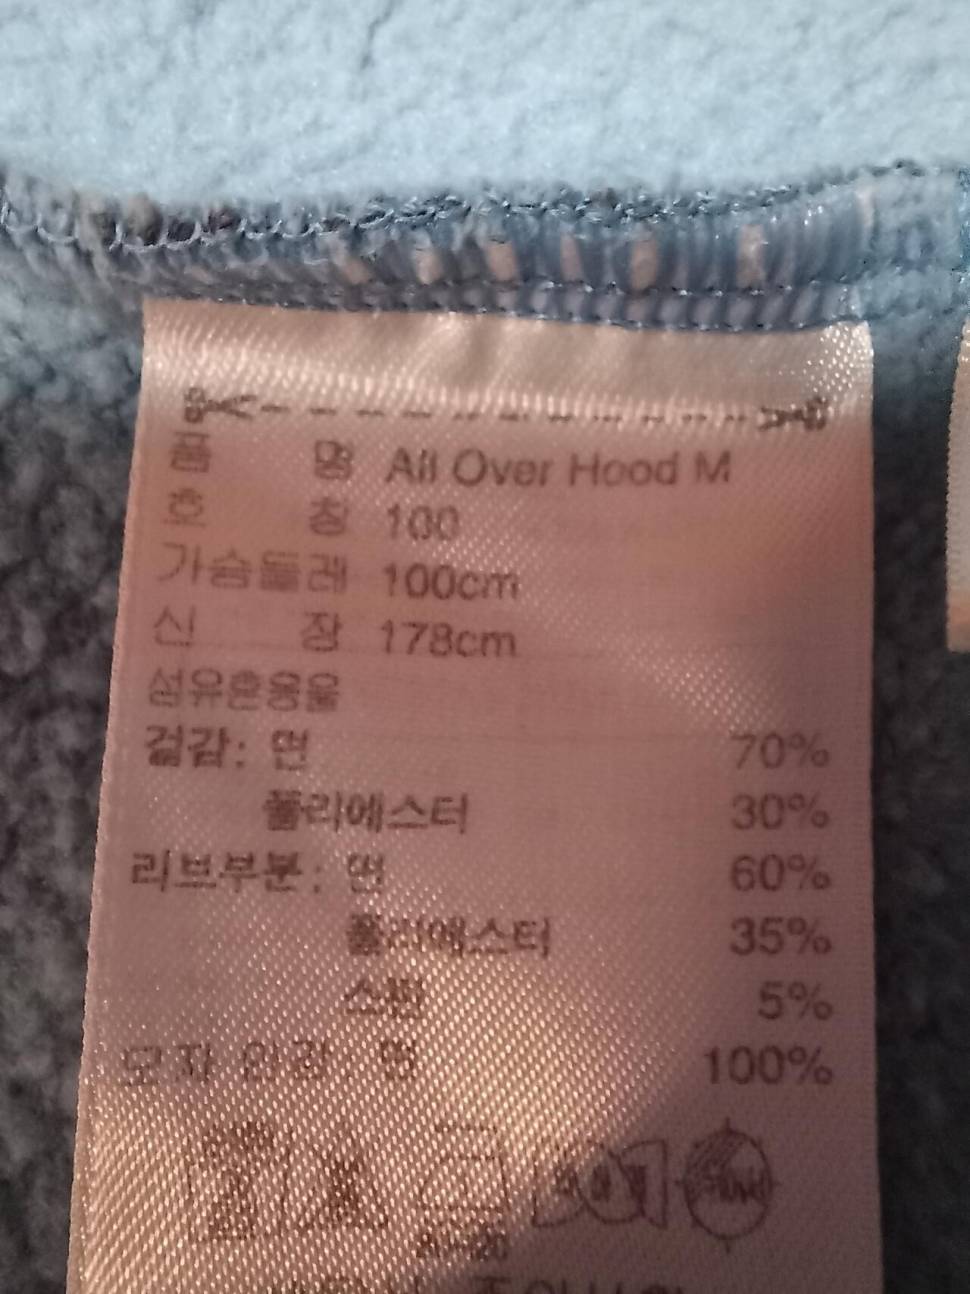 품 명 All Over Hood M
호 칭 100
가슴둘레 100cm
신 장 178cm
섬유혼용율
겉감: 면 70%
폴리에스터 30%
리브부분: 면 60%
폴리에스터 35%
스판 5%
모자 안감 면 100%